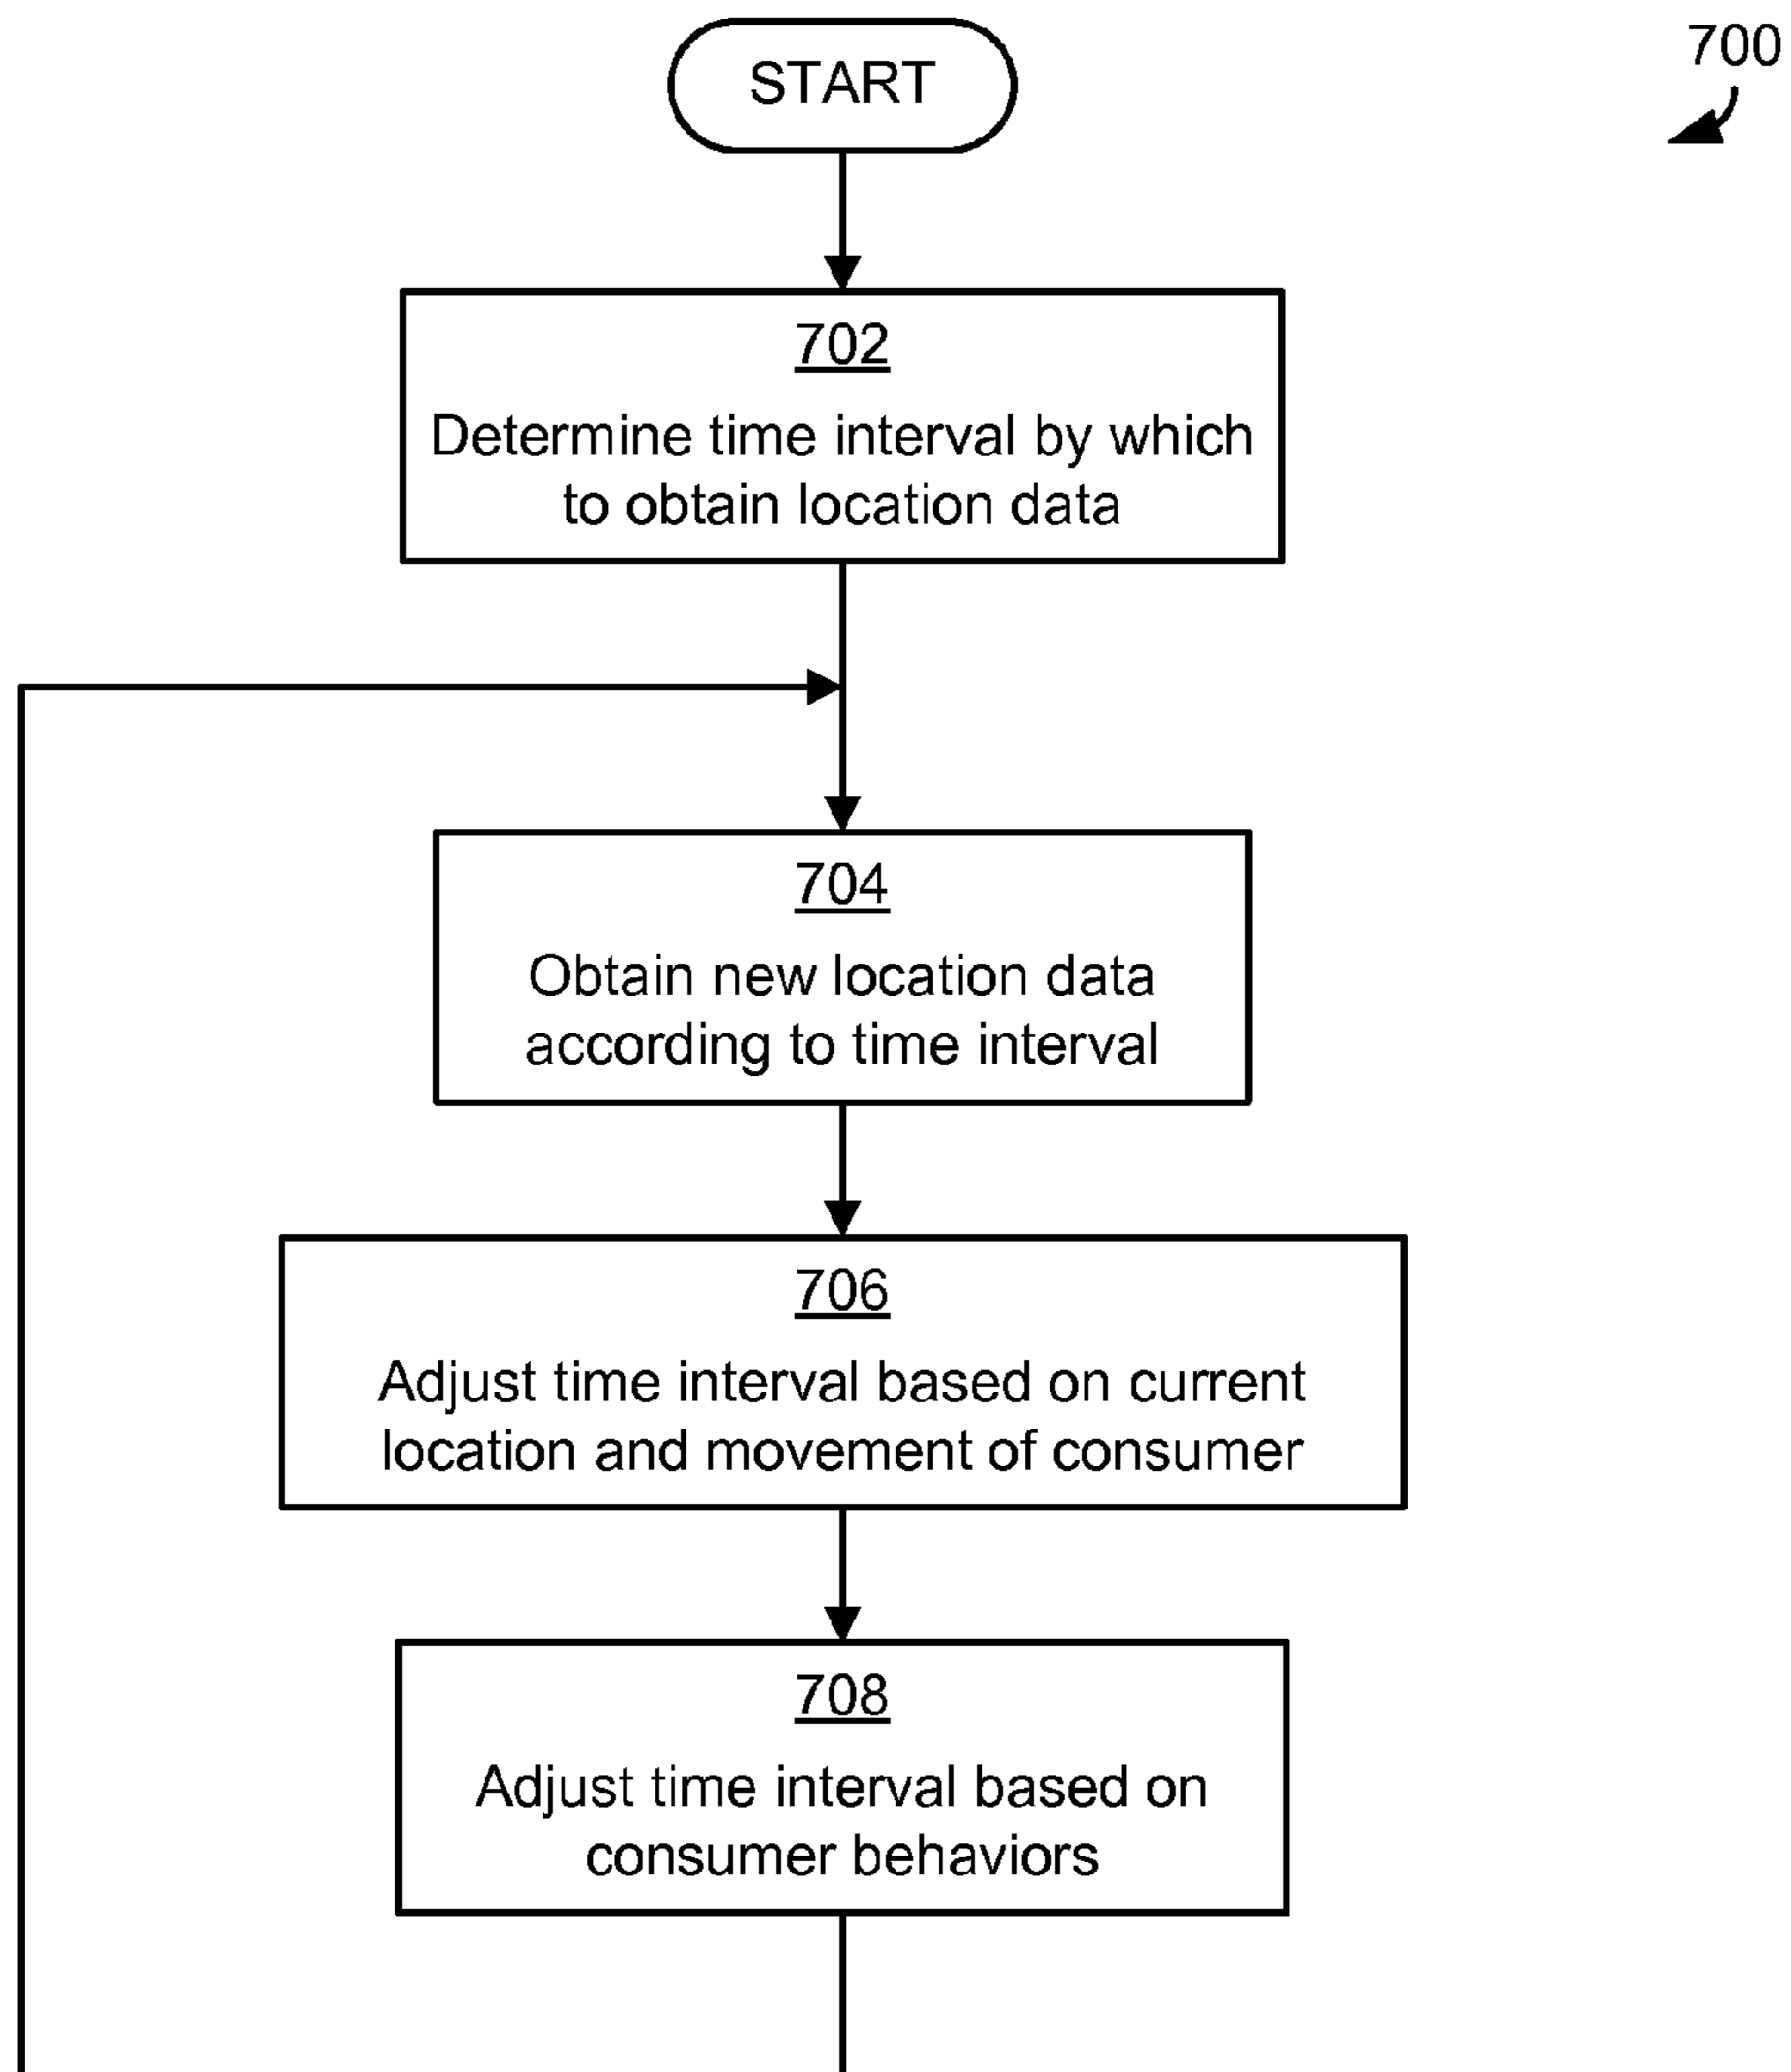 START
700
702
Determine time interval by which
to obtain location data
704
Obtain new location data
according to time interval
706
Adjust time interval based on current
location and movement of consumer
708
Adjust time interval based on
consumer behaviors